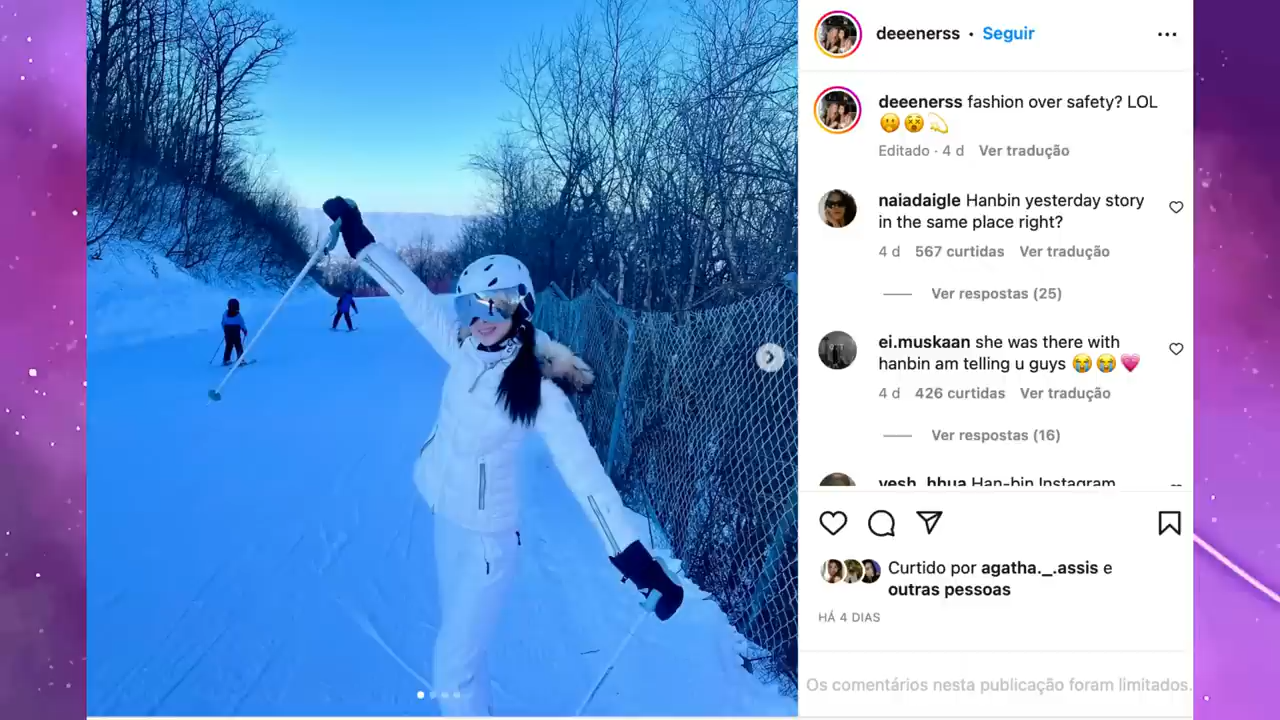 deeenerss • Seguir
deeenerss fashion over safety? LOL
Editado · 4 d Ver tradução
naiadaigle Hanbin yesterday story
in the same place right?
4 d 567 curtidas Ver tradução
Ver respostas (25)
ei.muskaan she was there with
hanbin am telling u guys
4 d 426 curtidas Ver tradução
Ver respostas (16)
Han-bin Instagram
Curtido por agatha._.assis e
outras pessoas
HÁ 4 DIAS
Os comentários nesta publicação foram limitados.